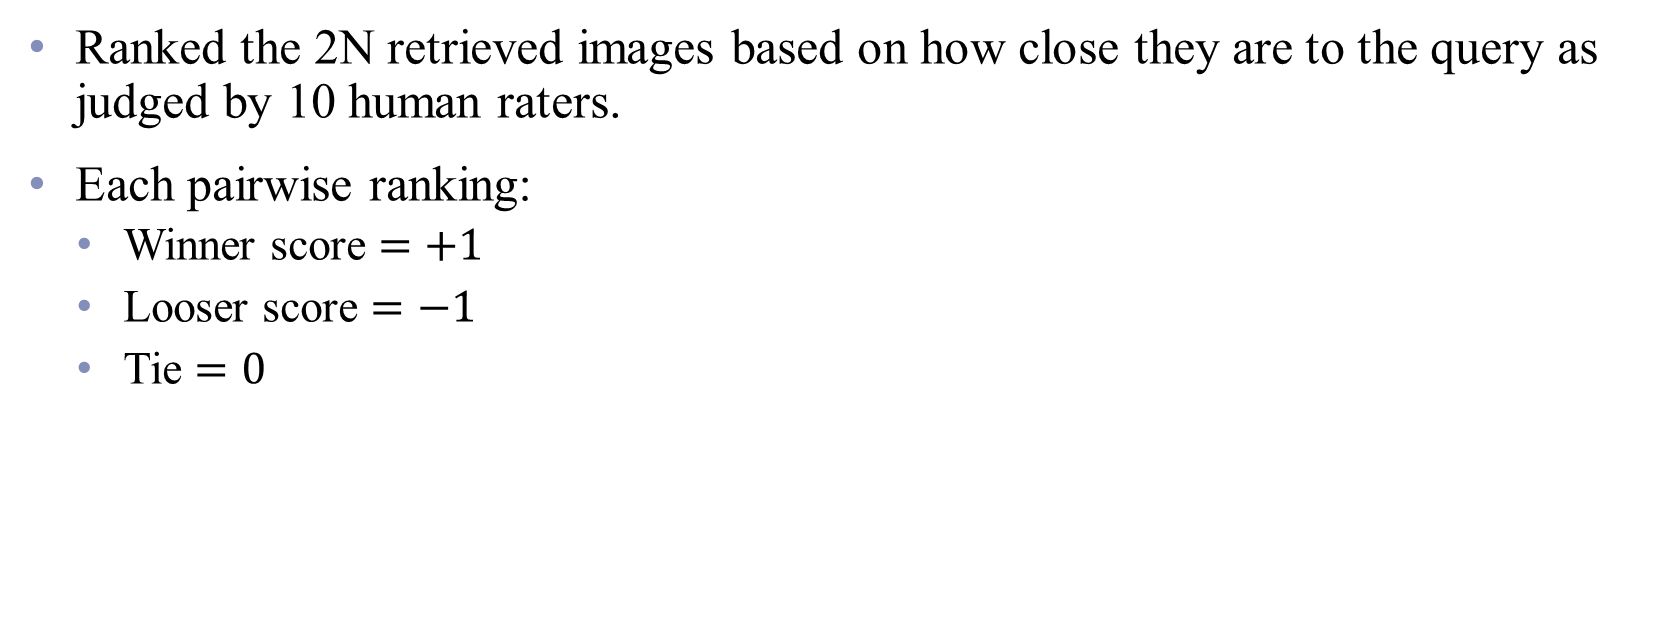 • Ranked the 2N retrieved images based on how close they are to the query as
judged by 10 human raters.
• Each pairwise ranking:
• Winner score = +1
• Looser score = −1
• Tie = 0